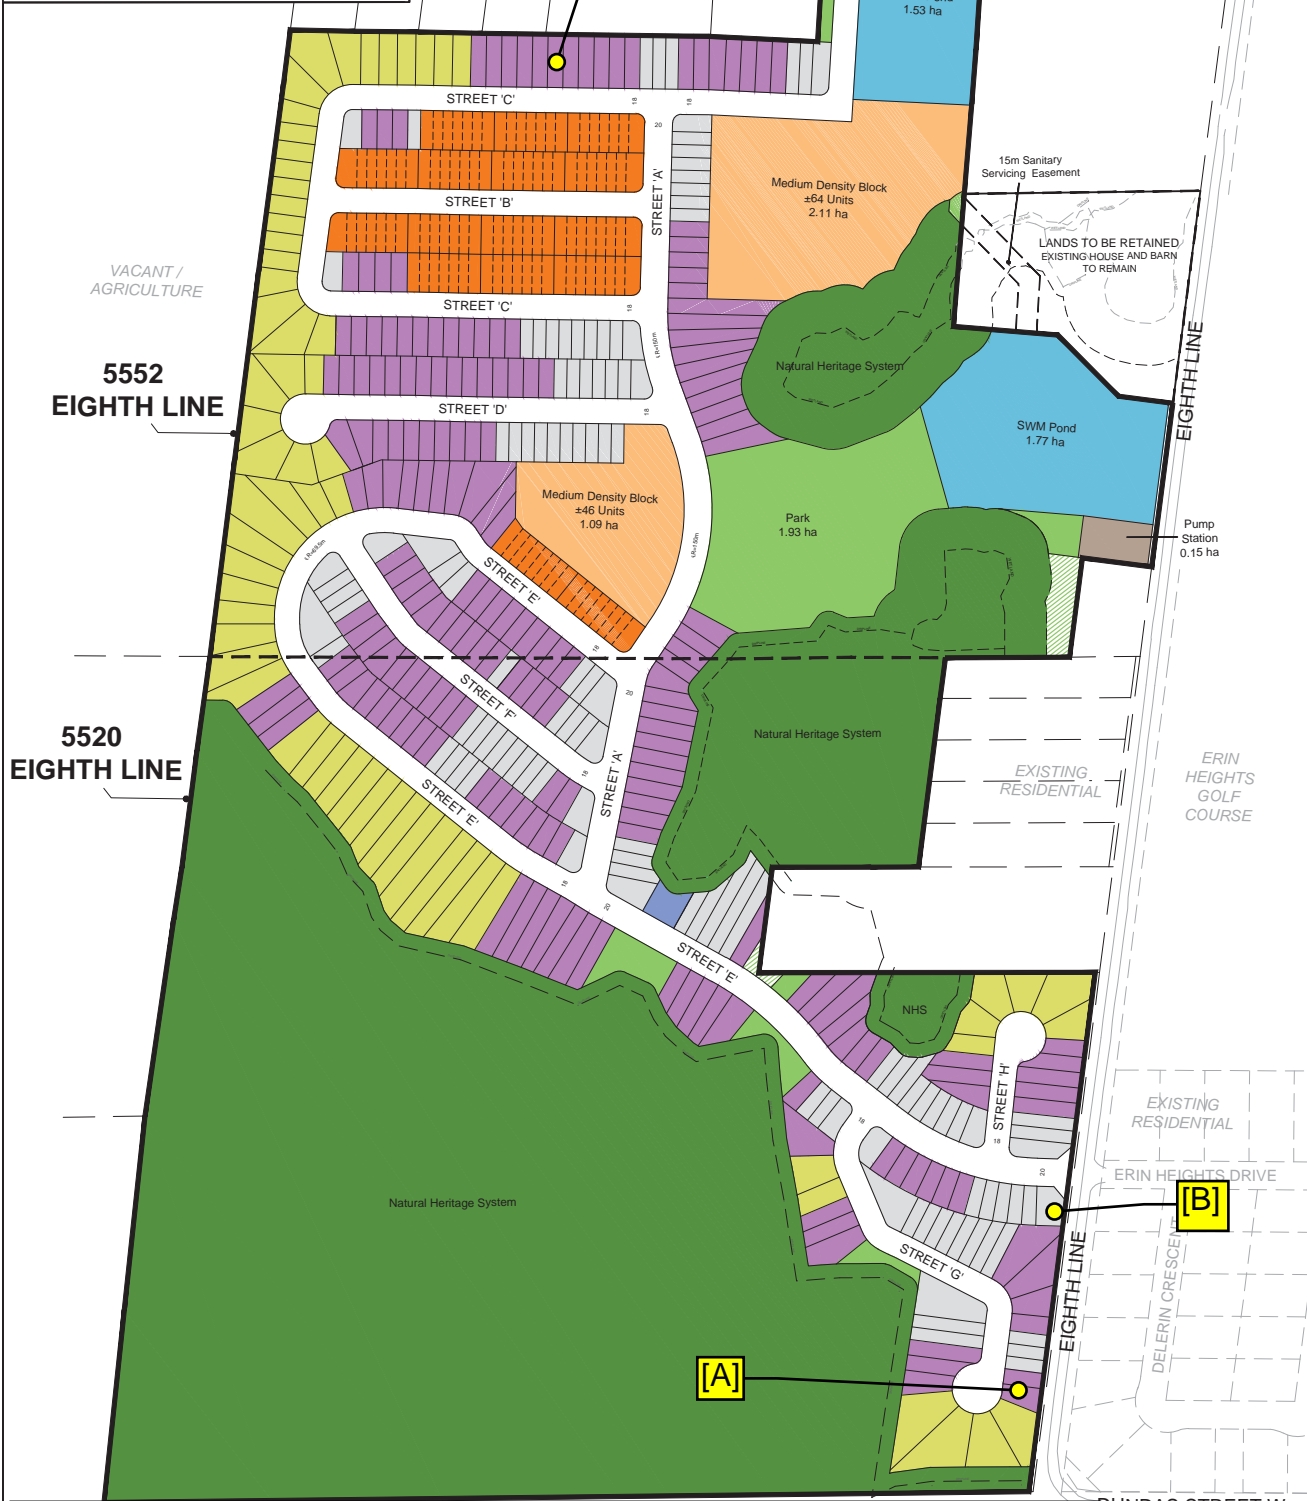 1.53 ha
STREET 'C'
18
18
20
15m Sanitary
Servicing Easement
Medium Density Block
±64 Units
2.11 ha
STREET 'A'
STREET 'B'
LANDS TO BE RETAINED
EXISTING HOUSE AND BARN
TO REMAIN
VACANT /
AGRICULTURE
STREET 'C'
18
EIGHTH LINE
Natural Heritage System
5552
EIGHTH LINE
STREET 'D'
18
SWM Pond
1.77 ha
Medium Density Block
±46 Units
1.09 ha
Park
1.93 ha
Pump
Station
0.15 ha
STREET 'E'
18
20
STREET 'F'
5520
EIGHTH LINE
Natural Heritage System
STREET 'A'
18
EXISTING
RESIDENTIAL
ERIN
HEIGHTS
GOLF
COURSE
STREET 'E'
18
20
STREET 'E'
NHS
STREET 'H'
18
18
20
EXISTING
RESIDENTIAL
ERIN HEIGHTS DRIVE
Natural Heritage System
[B]
DELERIN CRESCENT
STREET 'G'
EIGHTH LINE
[A]